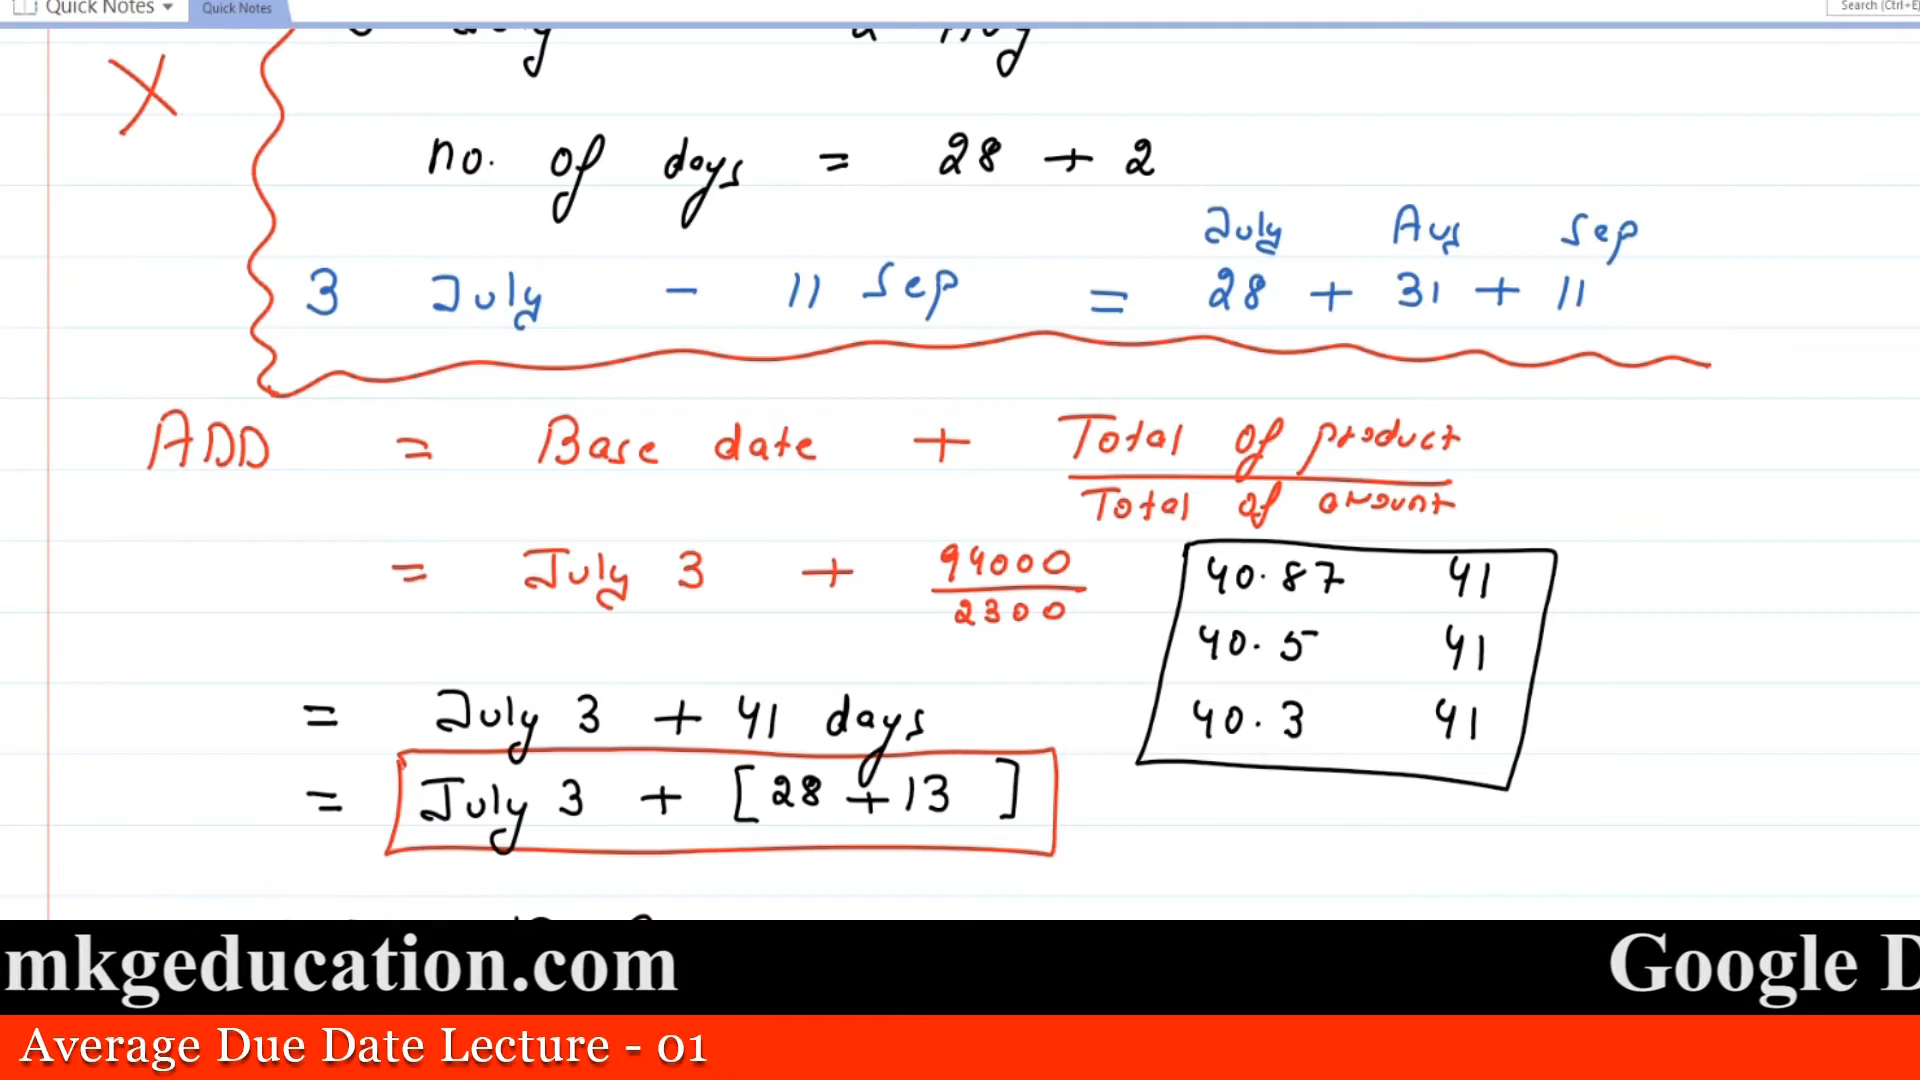 Quick Notes Quick Notes Search (Ctrl+E)
X
no. of days = 28 + 2
July Aug Sep
3 July - 11 Sep = 28 + 31 + 11
ADD = Base date + Total of product
Total of amount
= July 3 + 94000
2300
40.87 41
40.5 41
40.3 41
= July 3 + 41 days
= July 3 + [28 + 13 ]
mkgeducation.com Google D
Average Due Date Lecture - 01